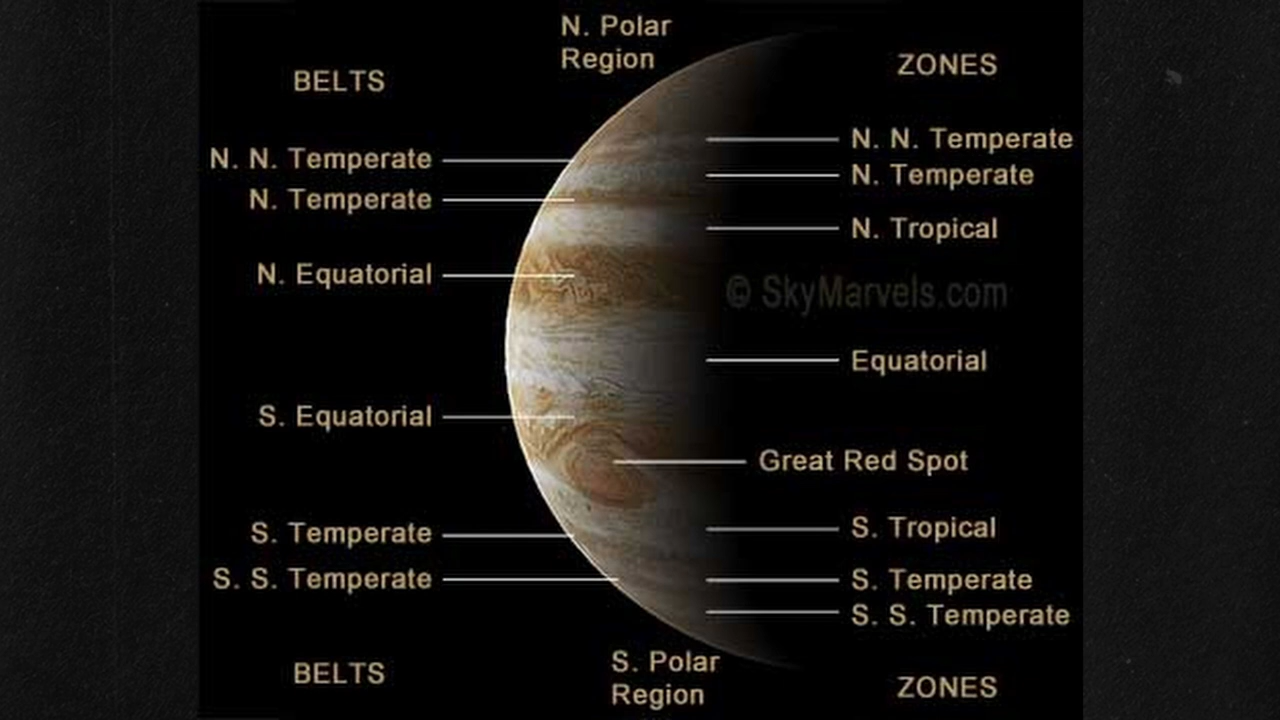 N. Polar
Region
BELTS
ZONES
N. N. Temperate
N. N. Temperate
N. Temperate
N. Temperate
N. Tropical
N. Equatorial
© SkyMarvels.com
Equatorial
S. Equatorial
Great Red Spot
S. Temperate
S. Tropical
S. S. Temperate
S. Temperate
S. S. Temperate
BELTS
S. Polar
Region
ZONES